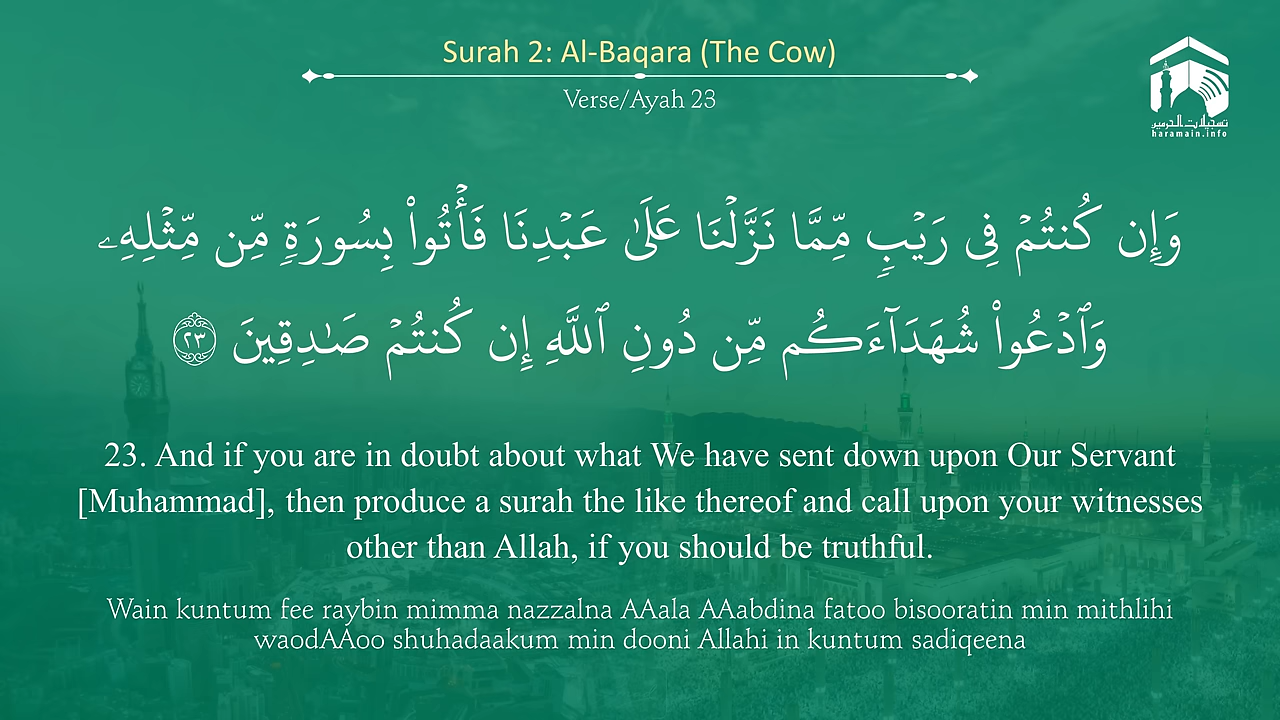 Surah 2: Al-Baqara (The Cow)
Verse/Ayah 23
تسجيلات الحرمين
haramain.info
وَإِن كُنتُمْ فِى رَيْبٍۢ مِّمَّا نَزَّلْنَا عَلَىٰ عَبْدِنَا فَأْتُوا۟ بِسُورَةٍۢ مِّن مِّثْلِهِۦ
وَٱدْعُوا۟ شُهَدَآءَكُم مِّن دُونِ ٱللَّهِ إِن كُنتُمْ صَـٰدِقِينَ ٢٣
23. And if you are in doubt about what We have sent down upon Our Servant
[Muhammad], then produce a surah the like thereof and call upon your witnesses
other than Allah, if you should be truthful.
Wain kuntum fee raybin mimma nazzalna AAala AAabdina fatoo bisooratin min mithlihi
waodAAoo shuhadaakum min dooni Allahi in kuntum sadiqeena